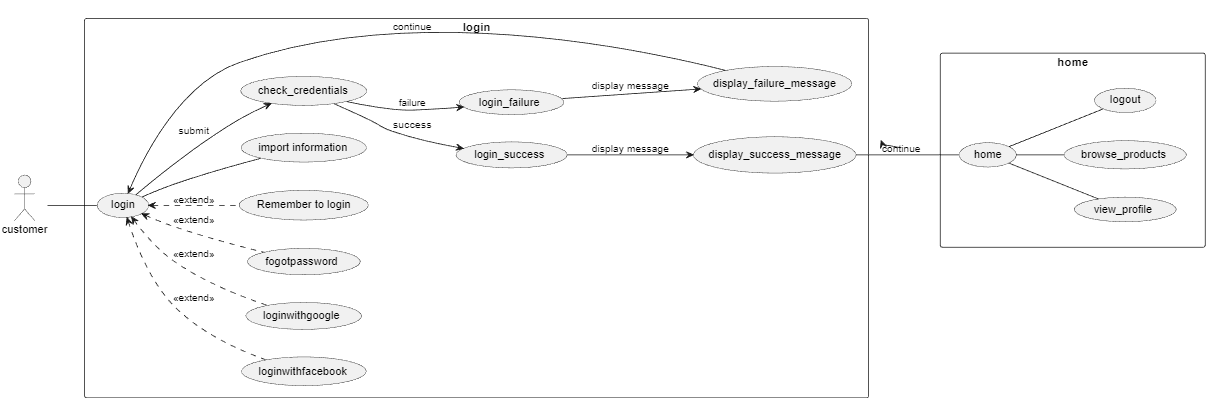 continue
login
home
check_credentials
display message
display_failure_message
failure
login_failure
logout
submit
success
import information
login_success
display message
display_success_message
continue
home
browse_products
customer
login
«extend»
Remember to login
view_profile
«extend»
fogotpassword
«extend»
loginwithgoogle
«extend»
loginwithfacebook